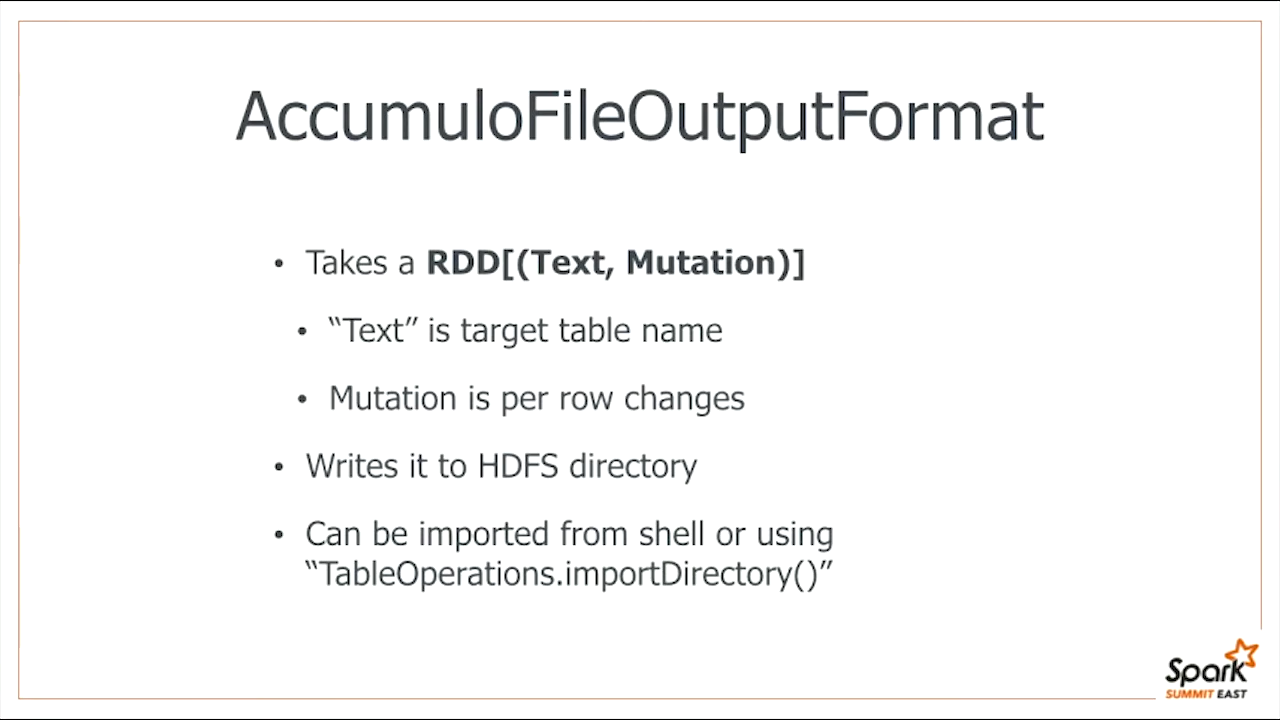 AccumuloFileOutputFormat
• Takes a RDD[(Text, Mutation)]
• “Text” is target table name
• Mutation is per row changes
• Writes it to HDFS directory
• Can be imported from shell or using
“TableOperations.importDirectory()”
Spark
SUMMIT EAST